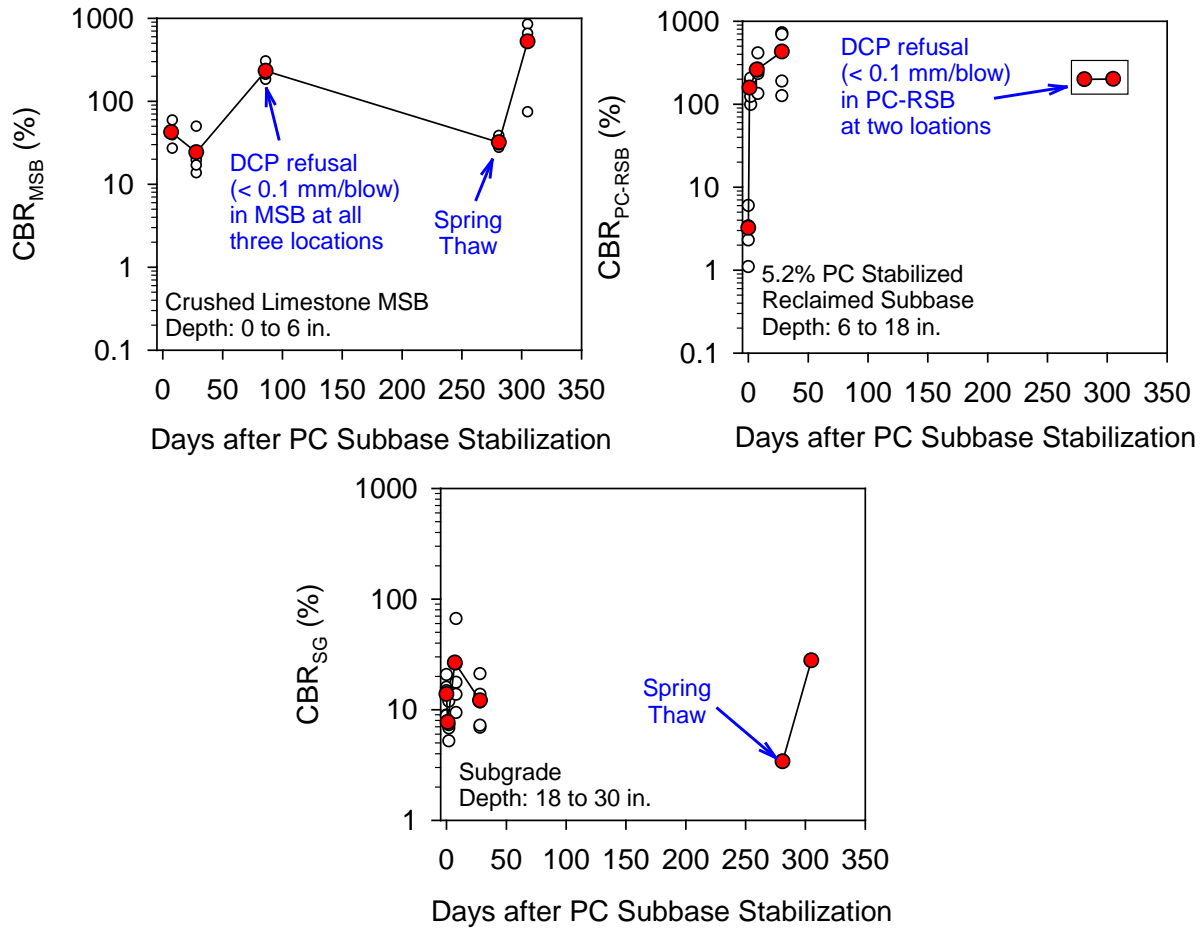 1000
100
10
1
0.1
CBR_MSB (%)
DCP refusal
(< 0.1 mm/blow)
in MSB at all
three locations
Spring
Thaw
Crushed Limestone MSB
Depth: 0 to 6 in.
0 50 100 150 200 250 300 350
Days after PC Subbase Stabilization
1000
100
10
1
0.1
CBR_PC-RSB (%)
DCP refusal
(< 0.1 mm/blow)
in PC-RSB
at two loations
5.2% PC Stabilized
Reclaimed Subbase
Depth: 6 to 18 in.
0 50 100 150 200 250 300 350
Days after PC Subbase Stabilization
1000
100
10
1
CBR_SG (%)
Spring
Thaw
Subgrade
Depth: 18 to 30 in.
0 50 100 150 200 250 300 350
Days after PC Subbase Stabilization